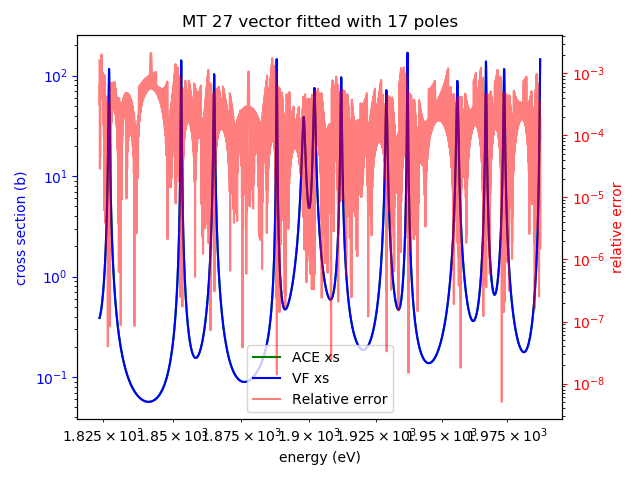 MT 27 vector fitted with 17 poles
10²
10¹
10⁰
10⁻¹
cross section (b)
10⁻³
10⁻⁴
10⁻⁵
10⁻⁶
10⁻⁷
10⁻⁸
relative error
ACE xs
VF xs
Relative error
1.825 × 10³ 1.85 × 10³ 1.875 × 10³ 1.9 × 10³ 1.925 × 10³ 1.95 × 10³ 1.975 × 10³
energy (eV)